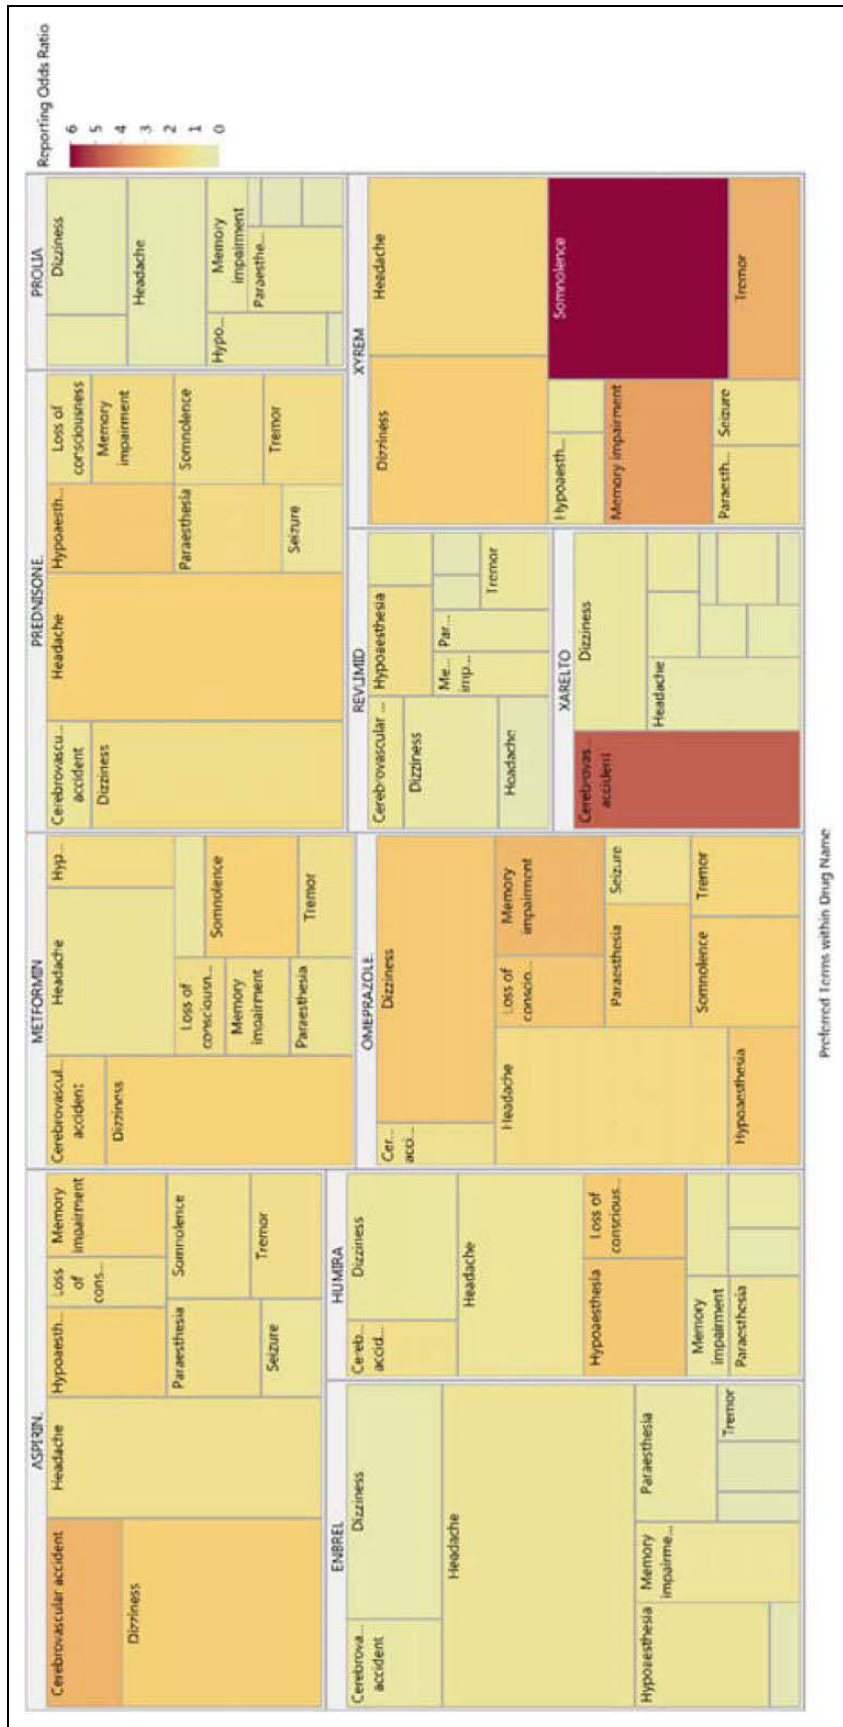 Reporting Odds Ratio
6
5
4
3
2
1
0
ASPIRIN.
Cerebrovascular accident
Dizziness
Headache
Hypoaesth...
Loss
of
cons...
Memory
impairment
Paraesthesia
Somnolence
Seizure
Tremor
METFORMIN
Cerebrovascul...
accident
Dizziness
Headache
Hyp...
Loss of
consciousn...
Memory
impairment
Paraesthesia
Somnolence
Tremor
PREDNISONE.
Cerebrovascu...
accident
Dizziness
Headache
Hypoaesth...
Loss of
consciousness
Memory
impairment
Paraesthesia
Somnolence
Seizure
Tremor
PROLIA
Dizziness
Headache
Hypo...
Memory
impairment
Paraesthe...
ENBREL
Cerebrova...
accident
Dizziness
Headache
Hypoaesthesia
Memory
impairme...
Paraesthesia
Tremor
HUMIRA
Cereb...
accid...
Dizziness
Headache
Hypoaesthesia
Loss of
conscious...
Memory
impairment
Paraesthesia
OMEPRAZOLE.
Cer...
acci...
Dizziness
Headache
Hypoaesthesia
Loss of
conscio...
Memory
impairment
Paraesthesia
Seizure
Somnolence
Tremor
REVLIMID
Cerebrovascular ...
Dizziness
Headache
Hypoaesthesia
Me...
imp...
Par...
Tremor
XARELTO
Cerebrovas...
accident
Dizziness
Headache
XYREM
Dizziness
Headache
Hypoaesth...
Memory impairment
Paraesth...
Seizure
Somnolence
Tremor
Preferred Terms within Drug Name